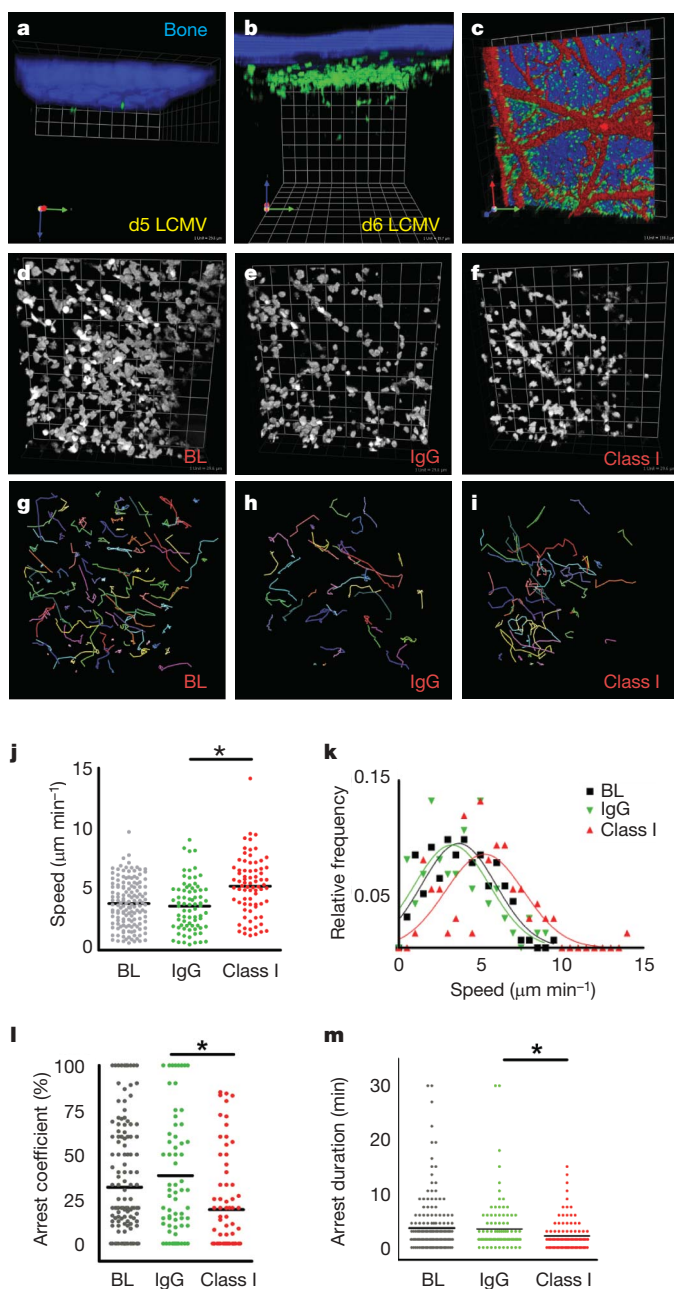 a
Bone
d5 LCMV
b
d6 LCMV
c
d
BL
e
IgG
f
Class I
g
BL
h
IgG
i
Class I
j
*
15
10
5
0
Speed (μm min⁻¹)
BL
IgG
Class I
k
0.15
0.05
0
5
10
15
Relative frequency
Speed (μm min⁻¹)
BL
IgG
Class I
l
*
100
75
50
25
0
Arrest coefficient (%)
BL
IgG
Class I
m
*
30
20
10
0
Arrest duration (min)
BL
IgG
Class I